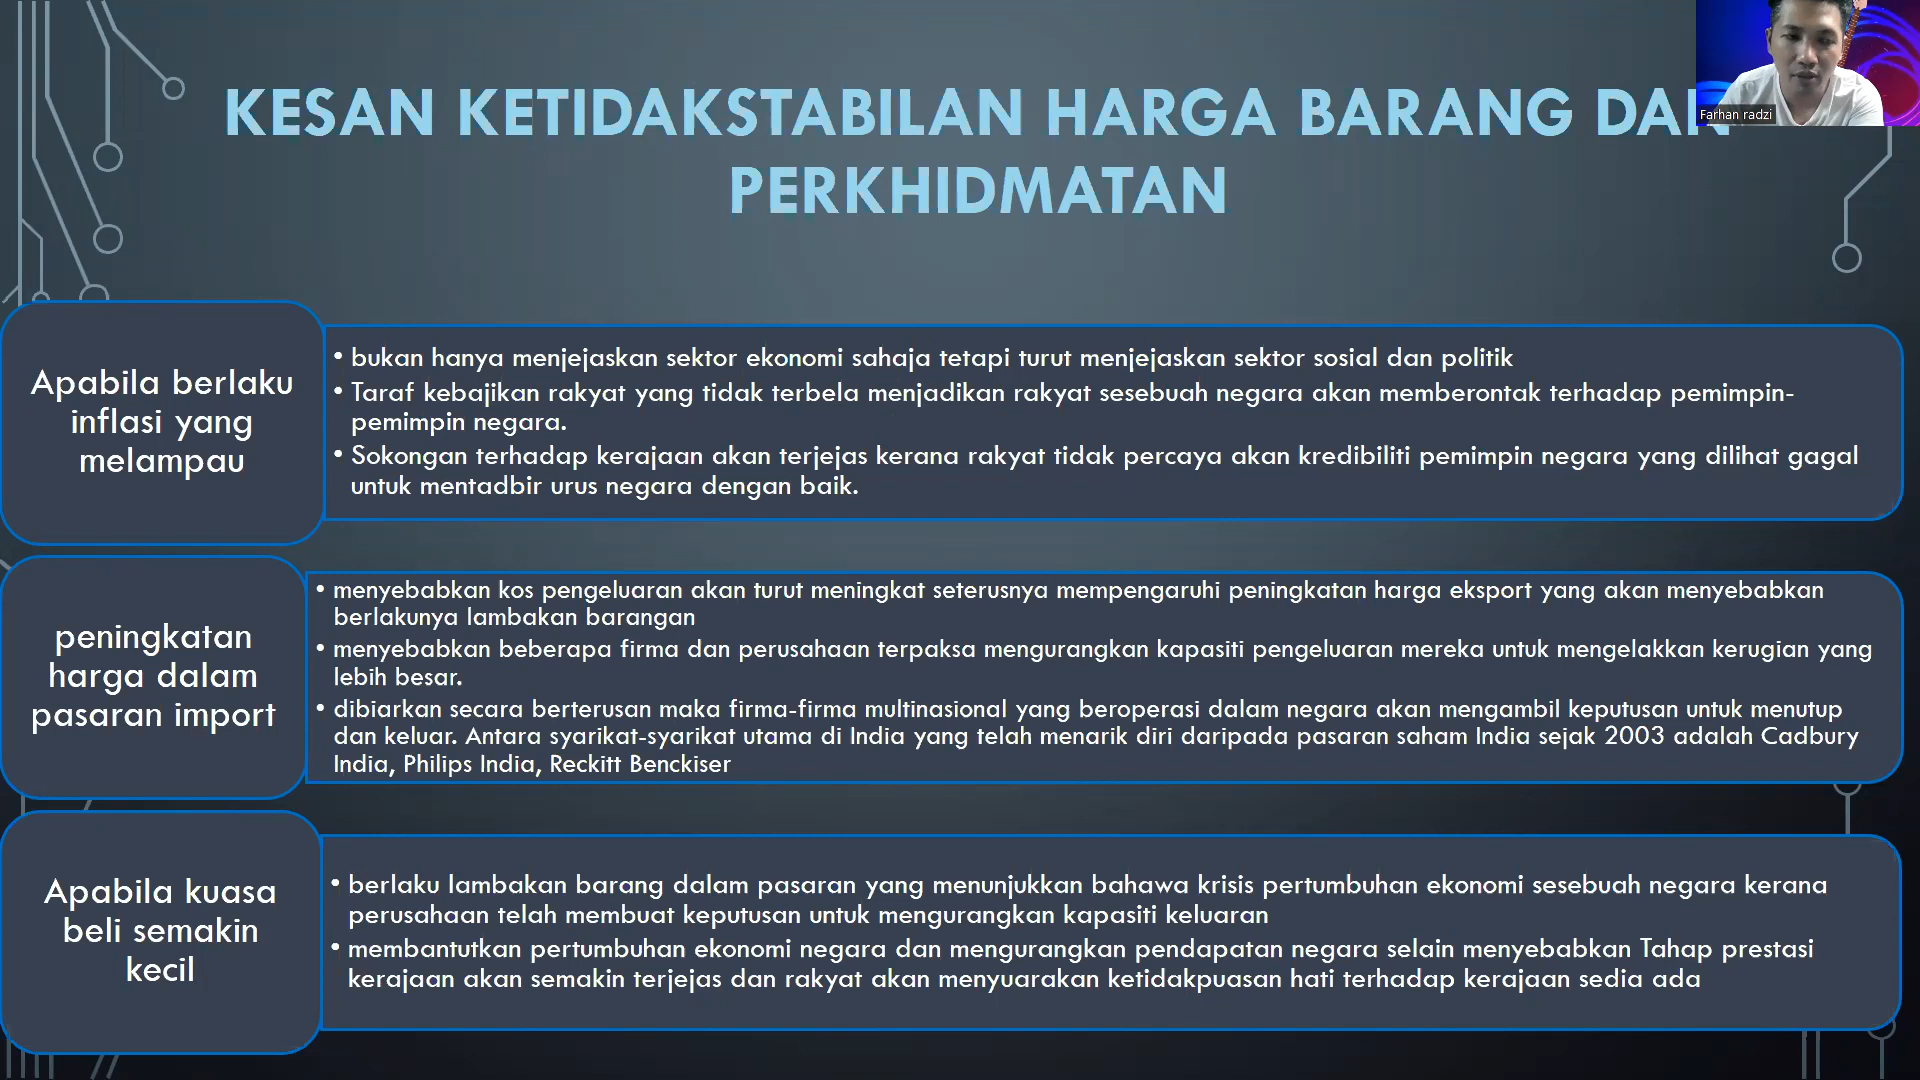 KESAN KETIDAKSTABILAN HARGA BARANG DAN
PERKHIDMATAN
Farhan radzi
Apabila berlaku
inflasi yang
melampau
• bukan hanya menjejaskan sektor ekonomi sahaja tetapi turut menjejaskan sektor sosial dan politik
• Taraf kebajikan rakyat yang tidak terbela menjadikan rakyat sesebuah negara akan memberontak terhadap pemimpin-
pemimpin negara.
• Sokongan terhadap kerajaan akan terjejas kerana rakyat tidak percaya akan kredibiliti pemimpin negara yang dilihat gagal
untuk mentadbir urus negara dengan baik.
peningkatan
harga dalam
pasaran import
• menyebabkan kos pengeluaran akan turut meningkat seterusnya mempengaruhi peningkatan harga eksport yang akan menyebabkan
berlakunya lambakan barangan
• menyebabkan beberapa firma dan perusahaan terpaksa mengurangkan kapasiti pengeluaran mereka untuk mengelakkan kerugian yang
lebih besar.
• dibiarkan secara berterusan maka firma-firma multinasional yang beroperasi dalam negara akan mengambil keputusan untuk menutup
dan keluar. Antara syarikat-syarikat utama di India yang telah menarik diri daripada pasaran saham India sejak 2003 adalah Cadbury
India, Philips India, Reckitt Benckiser
Apabila kuasa
beli semakin
kecil
• berlaku lambakan barang dalam pasaran yang menunjukkan bahawa krisis pertumbuhan ekonomi sesebuah negara kerana
perusahaan telah membuat keputusan untuk mengurangkan kapasiti keluaran
• membantutkan pertumbuhan ekonomi negara dan mengurangkan pendapatan negara selain menyebabkan Tahap prestasi
kerajaan akan semakin terjejas dan rakyat akan menyuarakan ketidakpuasan hati terhadap kerajaan sedia ada